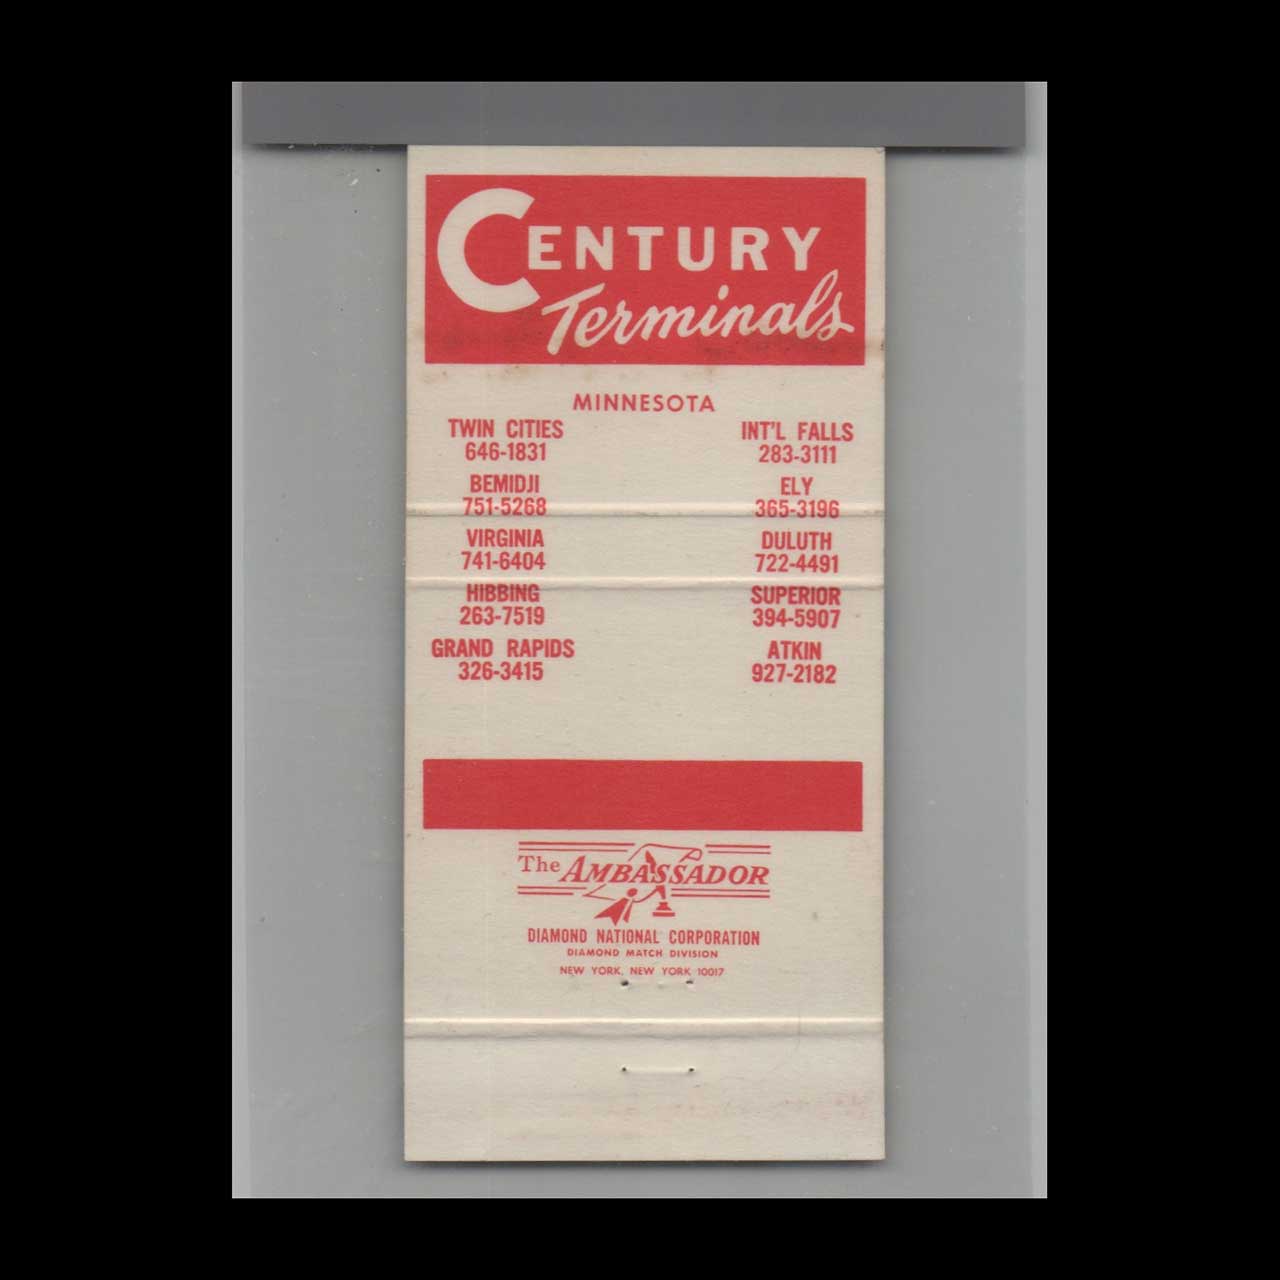 CENTURY
Terminals
MINNESOTA
TWIN CITIES
646-1831
BEMIDJI
751-5268
VIRGINIA
741-6404
HIBBING
263-7519
GRAND RAPIDS
326-3415
INT'L FALLS
283-3111
ELY
365-3196
DULUTH
722-4491
SUPERIOR
394-5907
ATKIN
927-2182
The AMBASSADOR
DIAMOND NATIONAL CORPORATION
DIAMOND MATCH DIVISION
NEW YORK, NEW YORK 10017